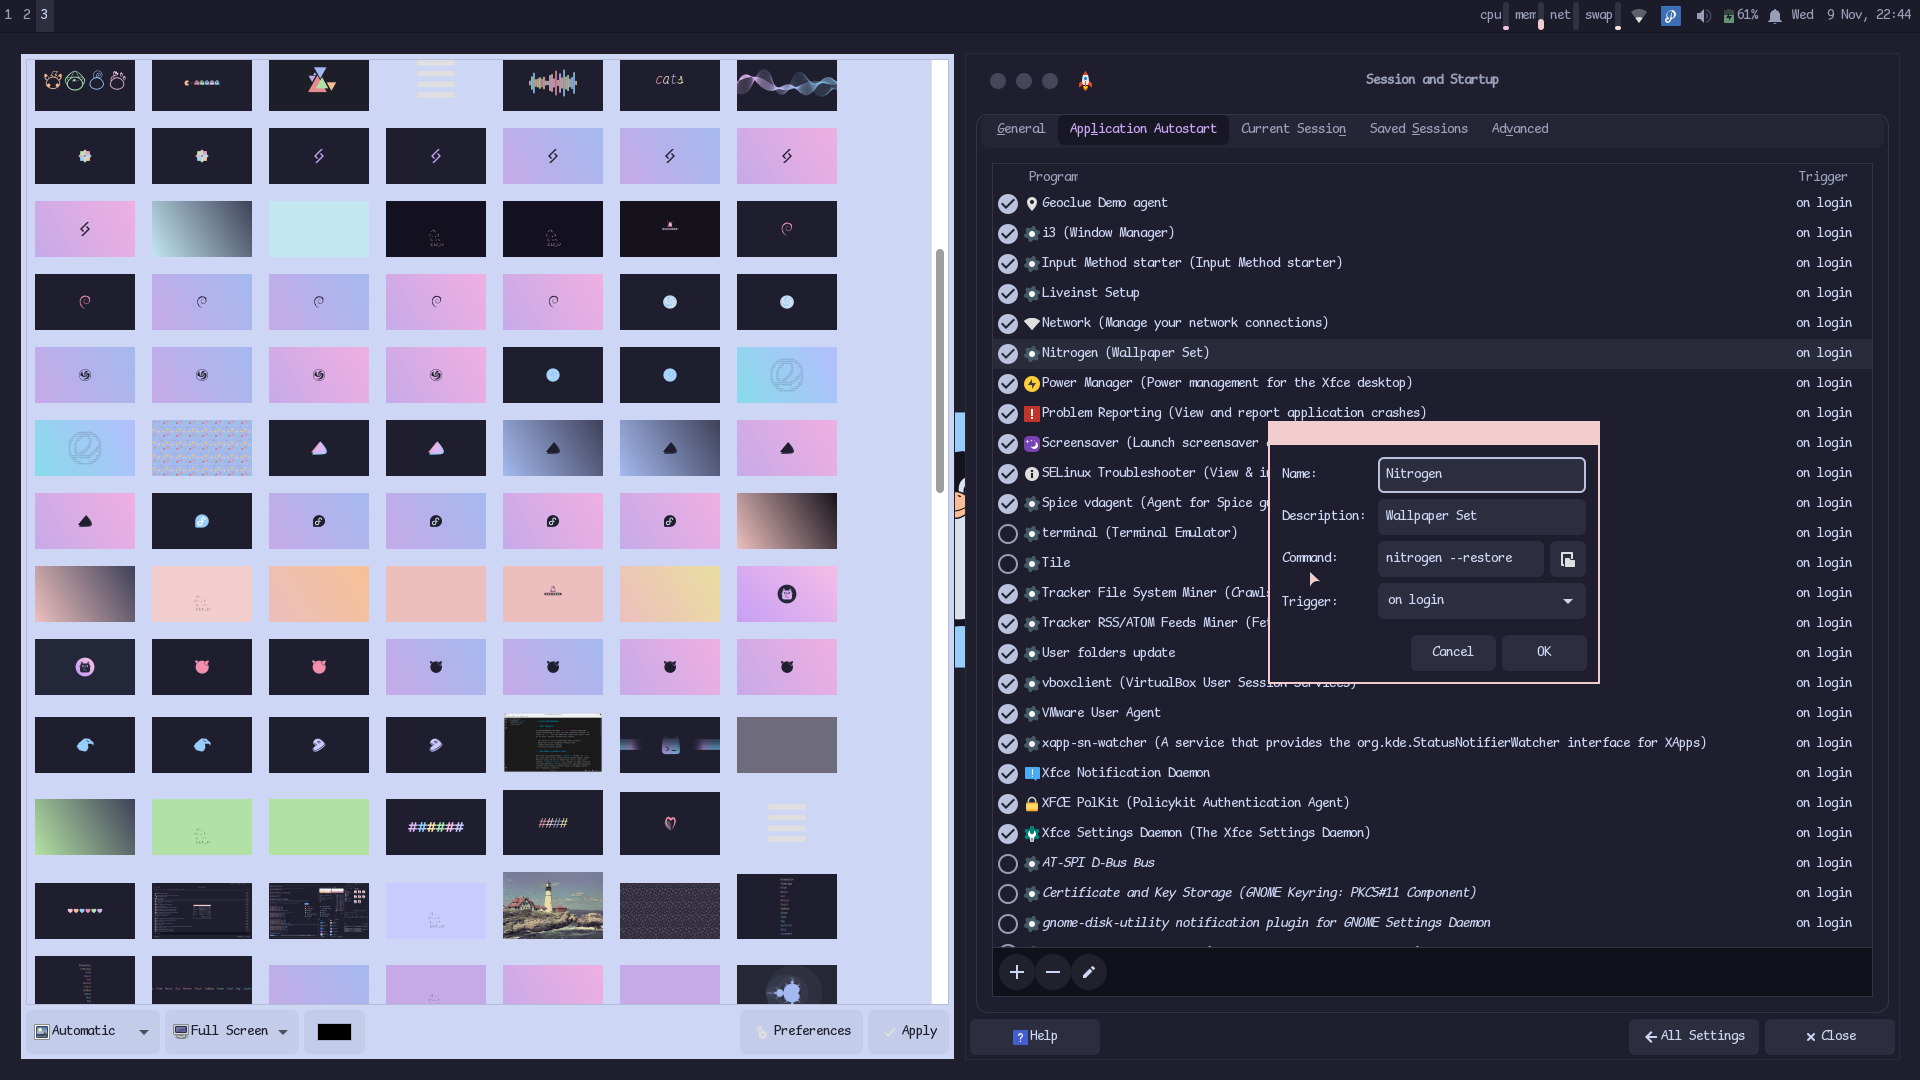 1 2 3
cpu mem net swap 61% Wed 9 Nov, 22:44
cats
######
####
Automatic
Full Screen
Preferences
Apply
Session and Startup
General Application Autostart Current Session Saved Sessions Advanced
Program Trigger
Geoclue Demo agent on login
i3 (Window Manager) on login
Input Method starter (Input Method starter) on login
Liveinst Setup on login
Network (Manage your network connections) on login
Nitrogen (Wallpaper Set) on login
Power Manager (Power management for the Xfce desktop) on login
Problem Reporting (View and report application crashes) on login
Screensaver (Launch screensaver on login
SELinux Troubleshooter (View & on login
Spice vdagent (Agent for Spice on login
terminal (Terminal Emulator) on login
Tile on login
Tracker File System Miner on login
Tracker RSS/ATOM Feeds Miner on login
User folders update on login
vboxclient (VirtualBox User Session Services) on login
VMware User Agent on login
xapp-sn-watcher (A service that provides the org.kde.StatusNotifierWatcher interface for XApps) on login
Xfce Notification Daemon on login
XFCE PolKit (Policykit Authentication Agent) on login
Xfce Settings Daemon (The Xfce Settings Daemon) on login
AT-SPI D-Bus Bus on login
Certificate and Key Storage (GNOME Keyring: PKCS#11 Component) on login
gnome-disk-utility notification plugin for GNOME Settings Daemon on login
Name: Nitrogen
Description: Wallpaper Set
Command: nitrogen --restore
Trigger: on login
Cancel OK
Help
All Settings
Close